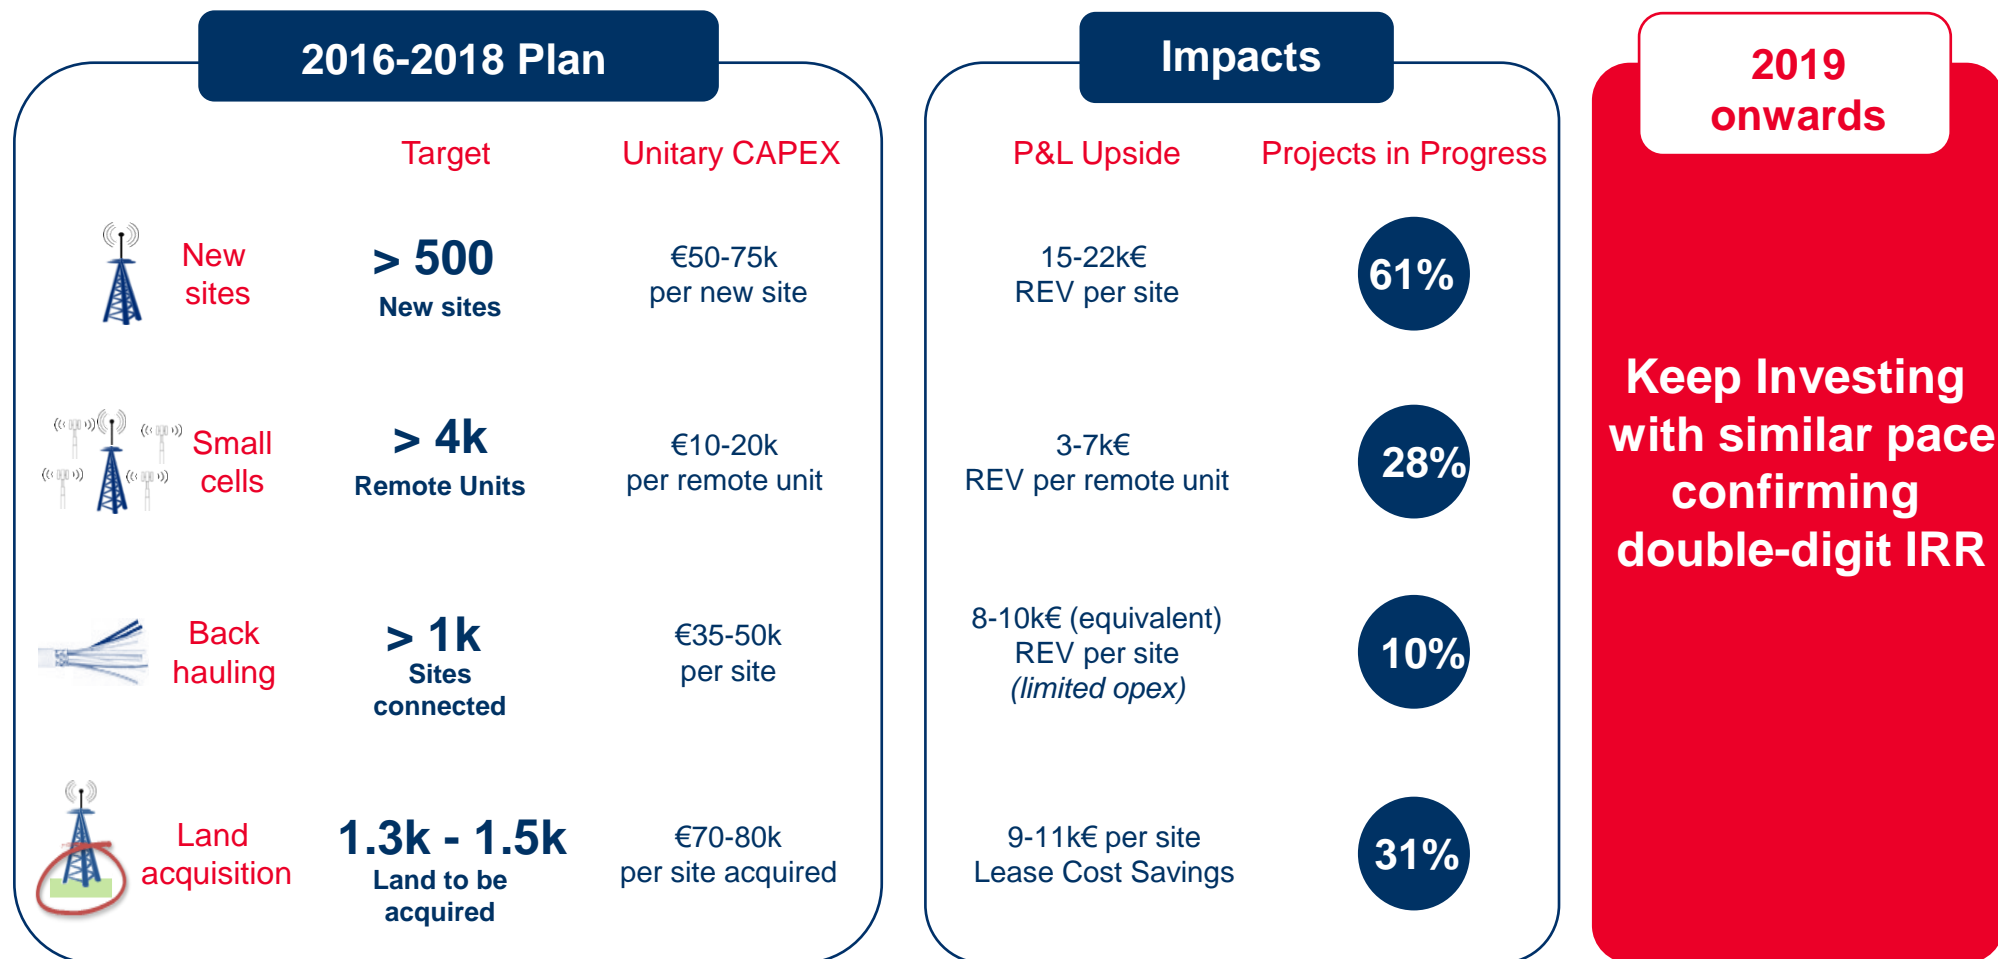 2016-2018 Plan
Target
Unitary CAPEX
New
sites
> 500
New sites
€50-75k
per new site
Small
cells
> 4k
Remote Units
€10-20k
per remote unit
Back
hauling
> 1k
Sites
connected
€35-50k
per site
Land
acquisition
1.3k - 1.5k
Land to be
acquired
€70-80k
per site acquired
Impacts
P&L Upside
Projects in Progress
15-22k€
REV per site
61%
3-7k€
REV per remote unit
28%
8-10k€ (equivalent)
REV per site
(limited opex)
10%
9-11k€ per site
Lease Cost Savings
31%
2019
onwards
Keep Investing
with similar pace
confirming
double-digit IRR